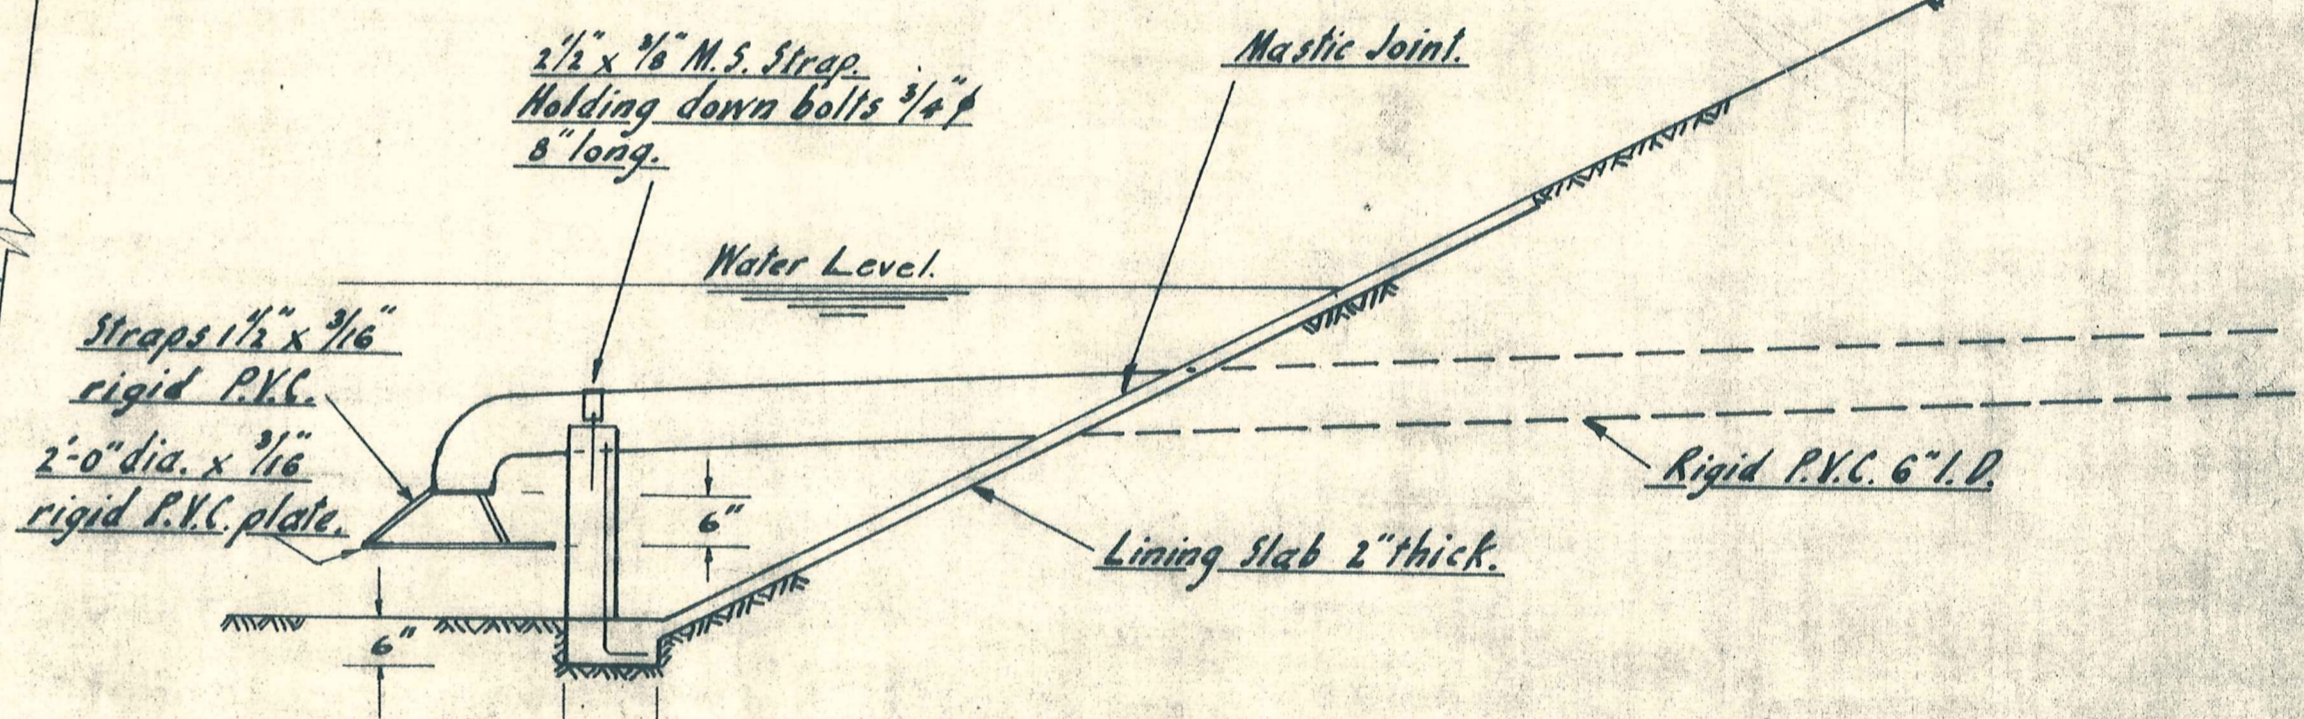 2½" x ⅜" M.S. Strap.
Holding down bolts ¾" ϕ
8" long.
Mastic Joint.
Water Level.
Straps 1½" x 3/16"
rigid P.V.C.
2'-0" dia. x 3/16"
rigid P.V.C. plate.
6"
6"
Rigid P.V.C. 6" I.D.
Lining Slab 2" thick.